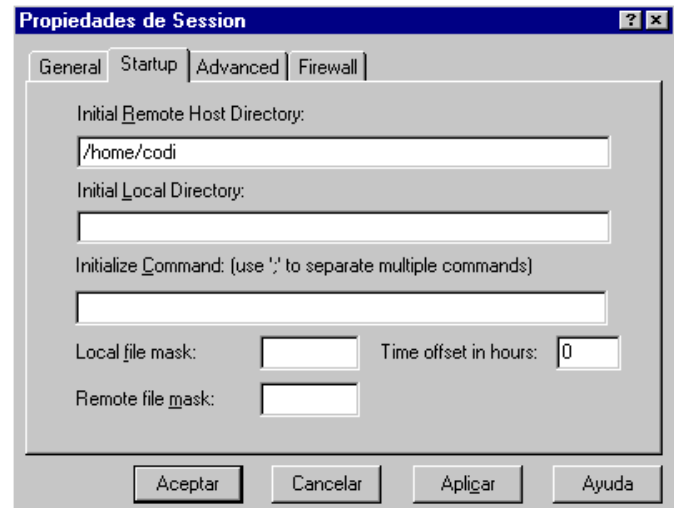 Propiedades de Session
General Startup Advanced Firewall
Initial Remote Host Directory:
/home/codi
Initial Local Directory:
Initialize Command: (use ';' to separate multiple commands)
Local file mask: Time offset in hours: 0
Remote file mask:
Aceptar Cancelar Aplicar Ayuda